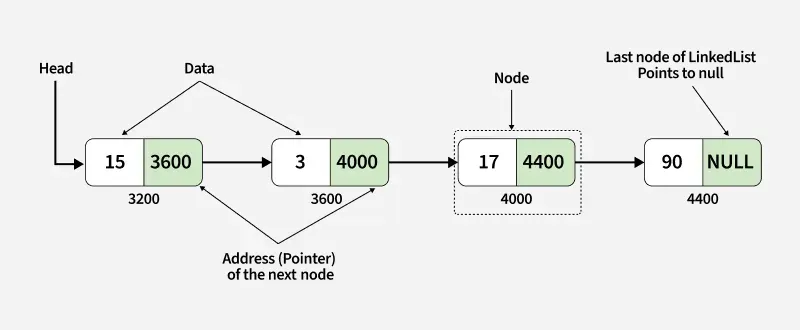 Head
Data
Node
Last node of LinkedList
Points to null
15 3600
3 4000
17 4400
90 NULL
3200
3600
4000
4400
Address (Pointer)
of the next node